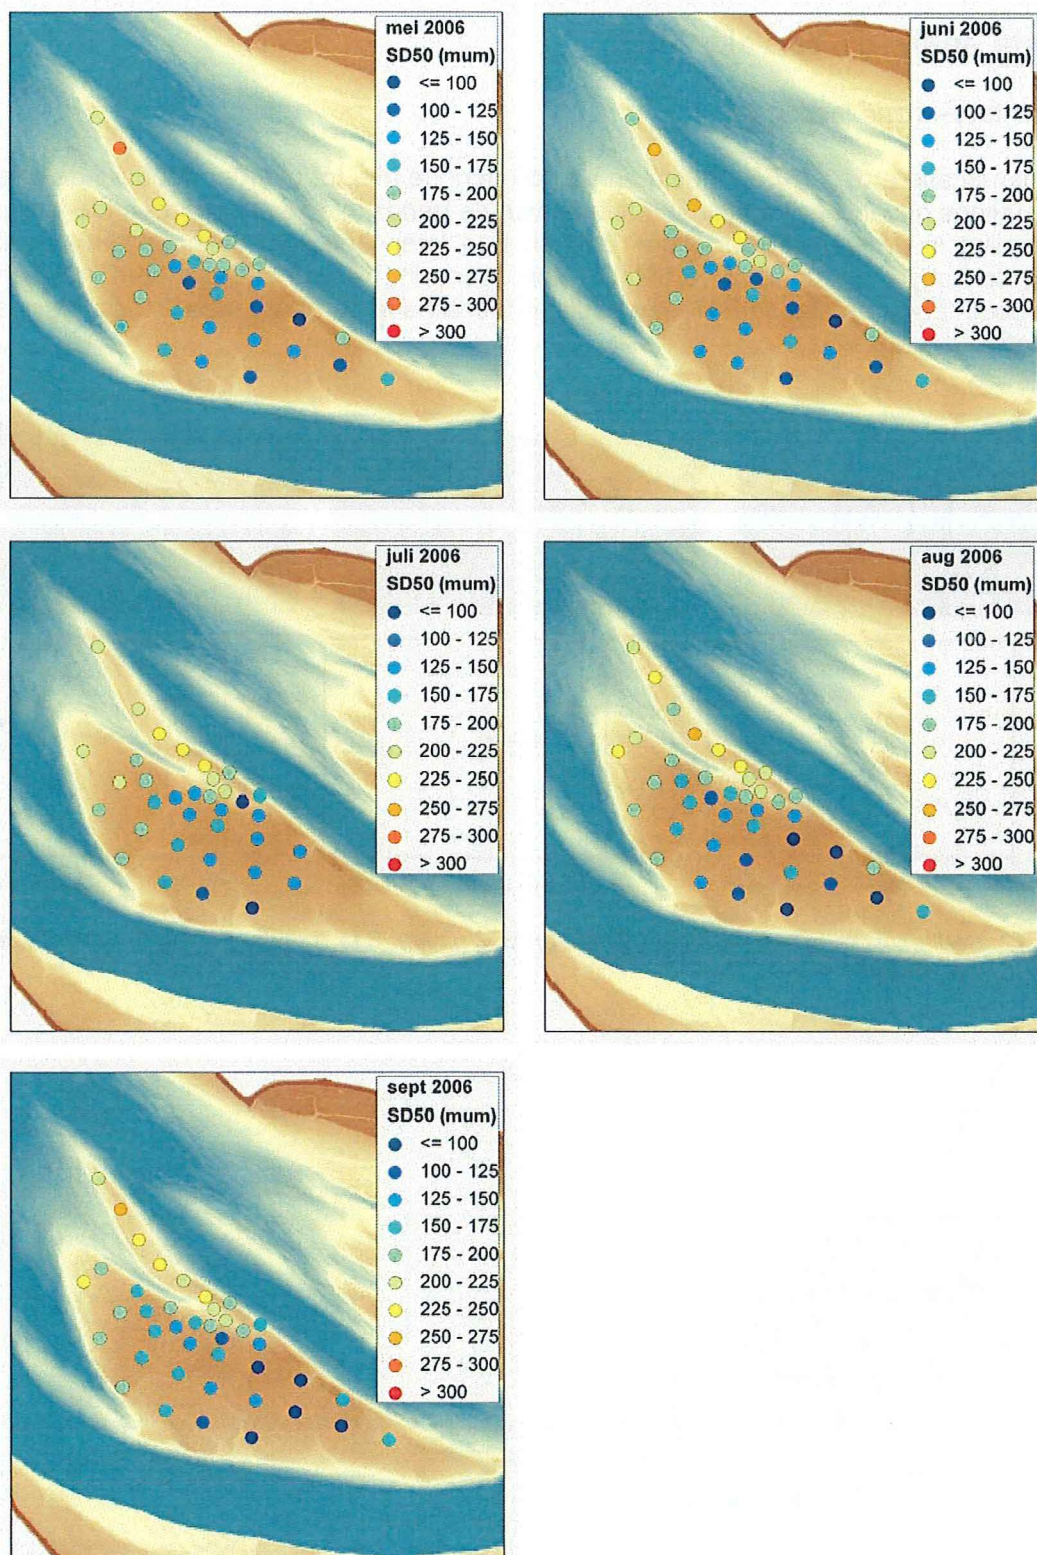 mei 2006
SD50 (mum)
<= 100
100 - 125
125 - 150
150 - 175
175 - 200
200 - 225
225 - 250
250 - 275
275 - 300
> 300
juni 2006
SD50 (mum)
<= 100
100 - 125
125 - 150
150 - 175
175 - 200
200 - 225
225 - 250
250 - 275
275 - 300
> 300
juli 2006
SD50 (mum)
<= 100
100 - 125
125 - 150
150 - 175
175 - 200
200 - 225
225 - 250
250 - 275
275 - 300
> 300
aug 2006
SD50 (mum)
<= 100
100 - 125
125 - 150
150 - 175
175 - 200
200 - 225
225 - 250
250 - 275
275 - 300
> 300
sept 2006
SD50 (mum)
<= 100
100 - 125
125 - 150
150 - 175
175 - 200
200 - 225
225 - 250
250 - 275
275 - 300
> 300